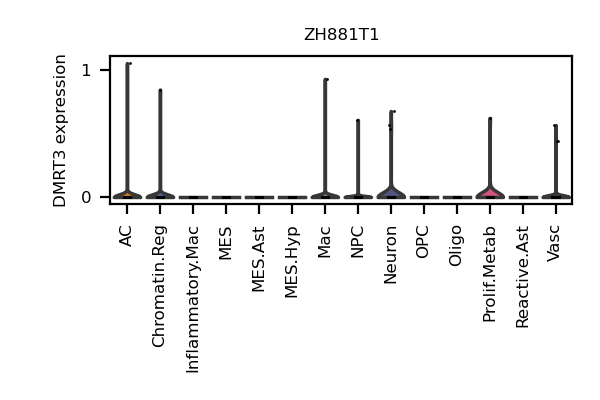 ZH881T1
DMRT3 expression
1
0
AC
Chromatin.Reg
Inflammatory.Mac
MES
MES.Ast
MES.Hyp
Mac
NPC
Neuron
OPC
Oligo
Prolif.Metab
Reactive.Ast
Vasc